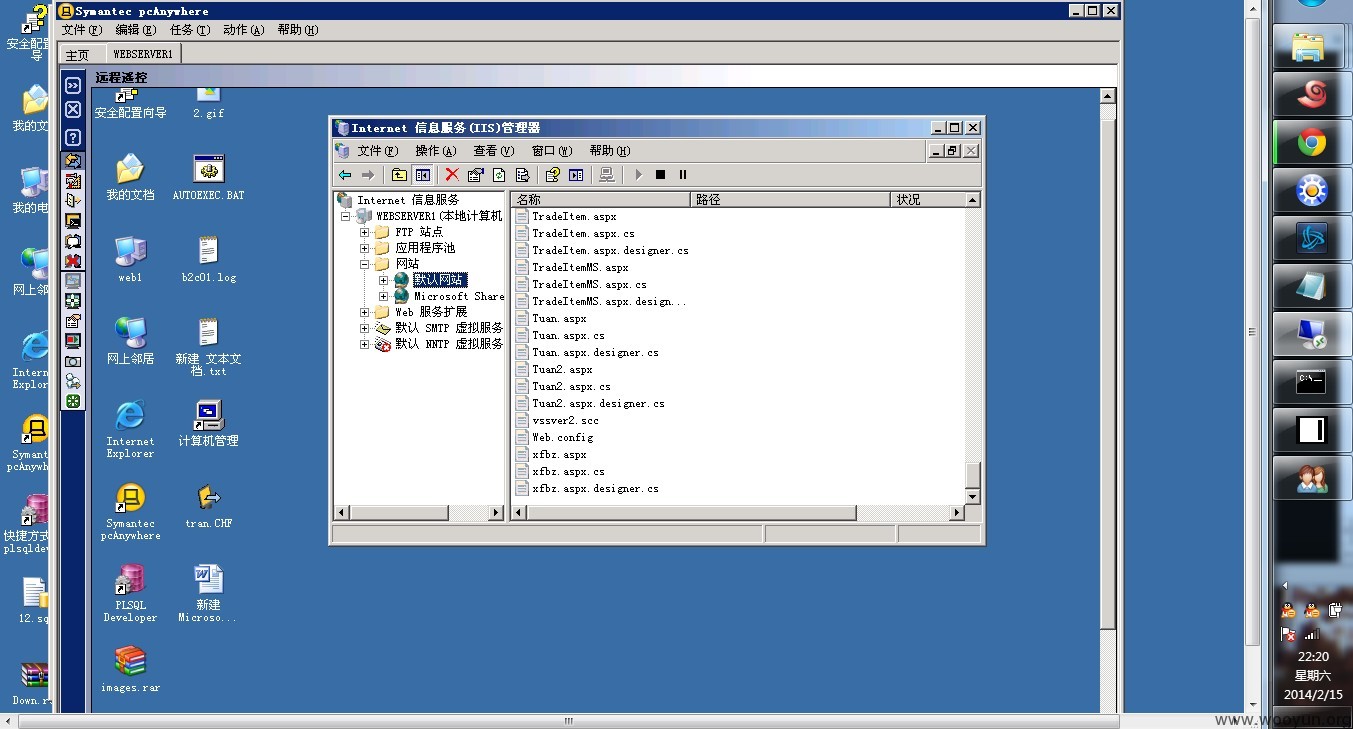 Symantec pcAnywhere
文件(F) 编辑(E) 任务(T) 动作(A) 帮助(H)
主页 WEBSERVER1
远程遥控
安全配置
导
我的文
我的电
网上邻
Intern
Explor
Symant
pcAnywh
快捷方式
plsqldev
12.sq
Down.r
安全配置向导
2.gif
我的文档
AUTOEXEC.BAT
web1
b2c01.log
网上邻居
新建 文本文
档.txt
Internet
Explorer
计算机管理
Symantec
pcAnywhere
tran.CHF
PLSQL
Developer
新建
Microso...
images.rar
Internet 信息服务(IIS)管理器
文件(F) 操作(A) 查看(V) 窗口(W) 帮助(H)
Internet 信息服务
WEBSERVER1(本地计算机
FTP 站点
应用程序池
网站
默认网站
Microsoft Share
Web 服务扩展
默认 SMTP 虚拟服务
默认 NNTP 虚拟服务
名称 路径 状况
TradeItem.aspx
TradeItem.aspx.cs
TradeItem.aspx.designer.cs
TradeItemMS.aspx
TradeItemMS.aspx.cs
TradeItemMS.aspx.design...
Tuan.aspx
Tuan.aspx.cs
Tuan.aspx.designer.cs
Tuan2.aspx
Tuan2.aspx.cs
Tuan2.aspx.designer.cs
vssver2.scc
Web.config
xfbz.aspx
xfbz.aspx.cs
xfbz.aspx.designer.cs
C:\
22:20
星期六
2014/2/15
www.wooyun.org